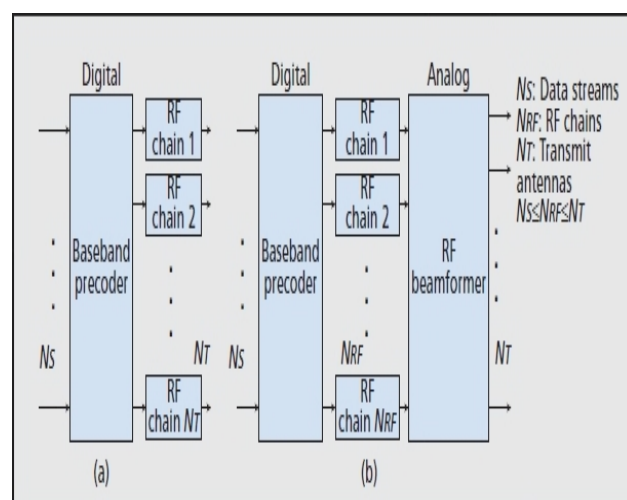 Digital
RF
chain 1
RF
chain 2
Baseband
precoder
NS
NT
RF
chain NT
(a)
Digital
Analog
RF
chain 1
RF
chain 2
Baseband
precoder
RF
beamformer
NS
NRF
NT
RF
chain NRF
(b)
NS: Data streams
NRF: RF chains
NT: Transmit
antennas
NS≤NRF≤NT